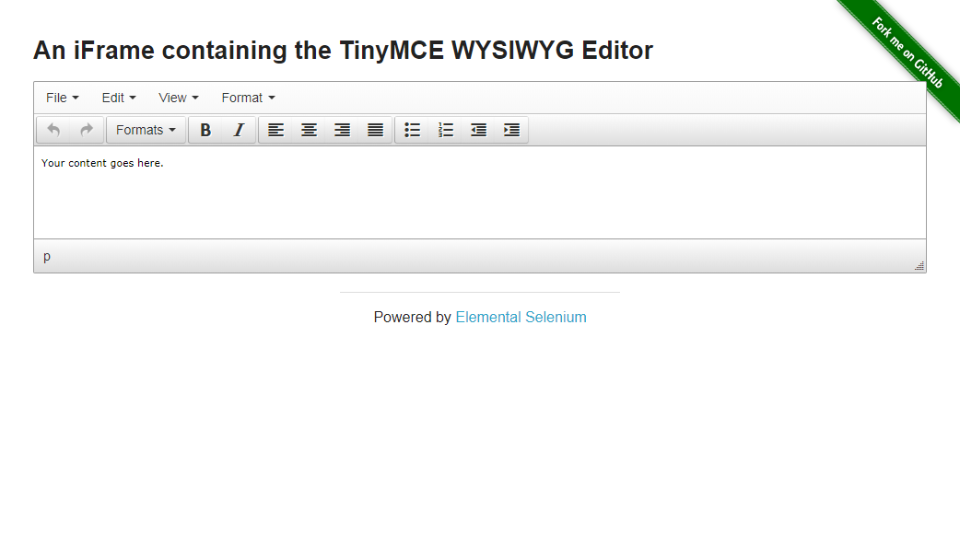 Fork me on GitHub
An iFrame containing the TinyMCE WYSIWYG Editor
File Edit View Format
Formats B I
Your content goes here.
p
Powered by Elemental Selenium